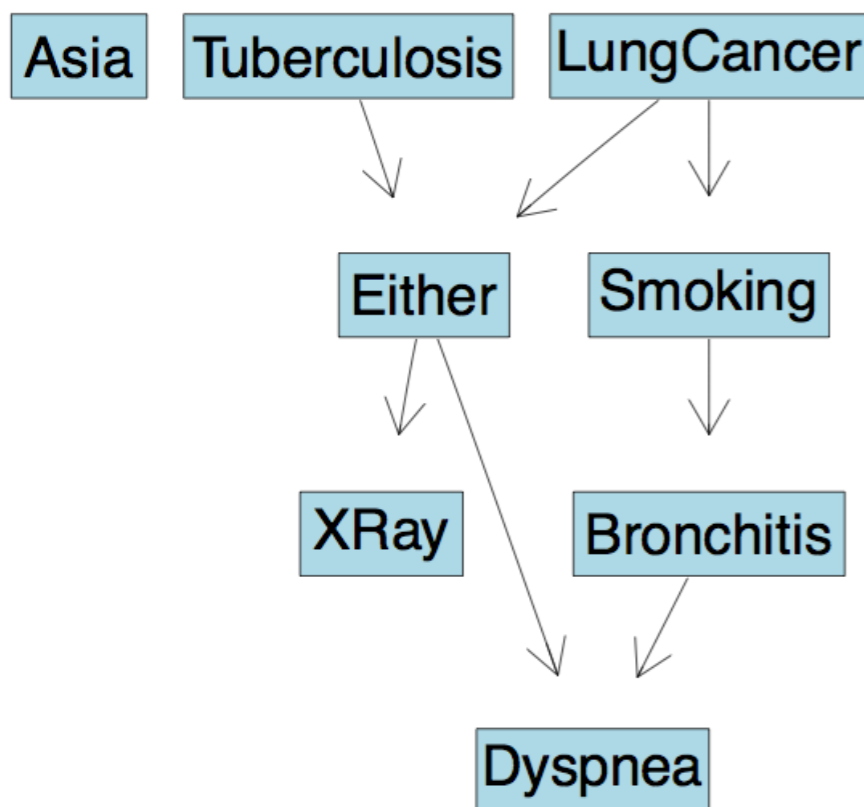 Asia
Tuberculosis
LungCancer
Either
Smoking
XRay
Bronchitis
Dyspnea